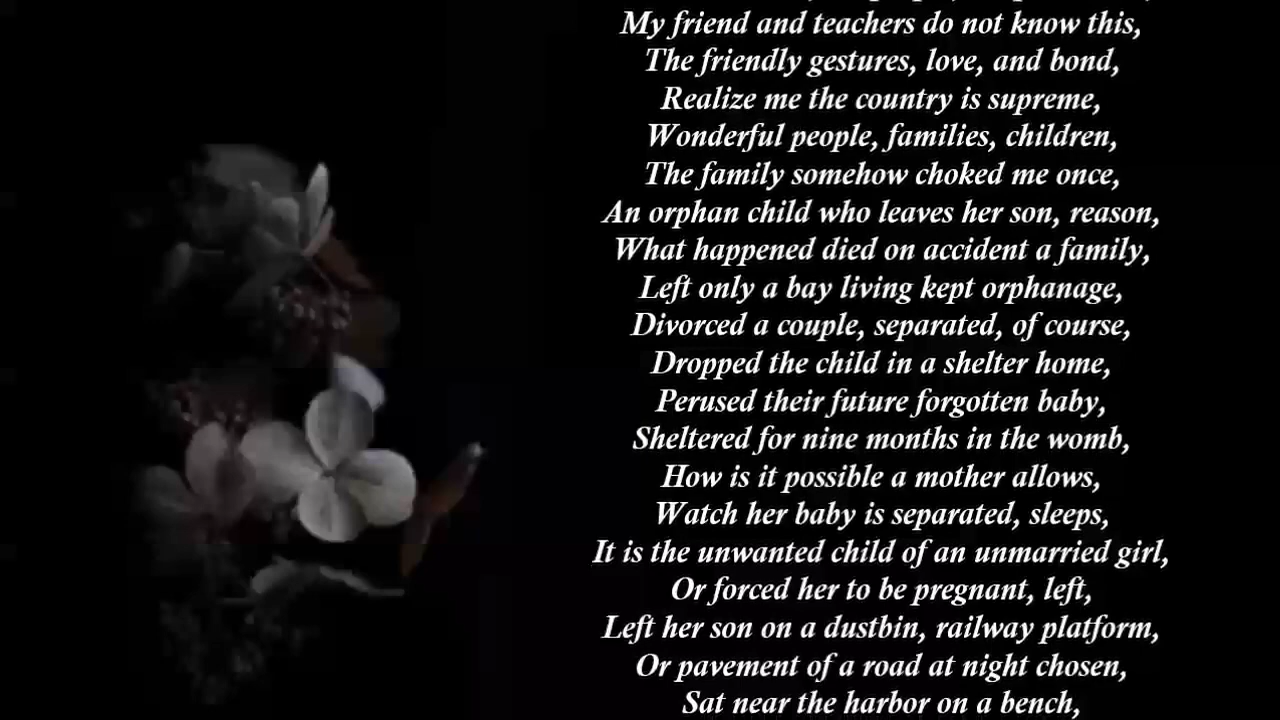 My friend and teachers do not know this,
The friendly gestures, love, and bond,
Realize me the country is supreme,
Wonderful people, families, children,
The family somehow choked me once,
An orphan child who leaves her son, reason,
What happened died on accident a family,
Left only a bay living kept orphanage,
Divorced a couple, separated, of course,
Dropped the child in a shelter home,
Perused their future forgotten baby,
Sheltered for nine months in the womb,
How is it possible a mother allows,
Watch her baby is separated, sleeps,
It is the unwanted child of an unmarried girl,
Or forced her to be pregnant, left,
Left her son on a dustbin, railway platform,
Or pavement of a road at night chosen,
Sat near the harbor on a bench,